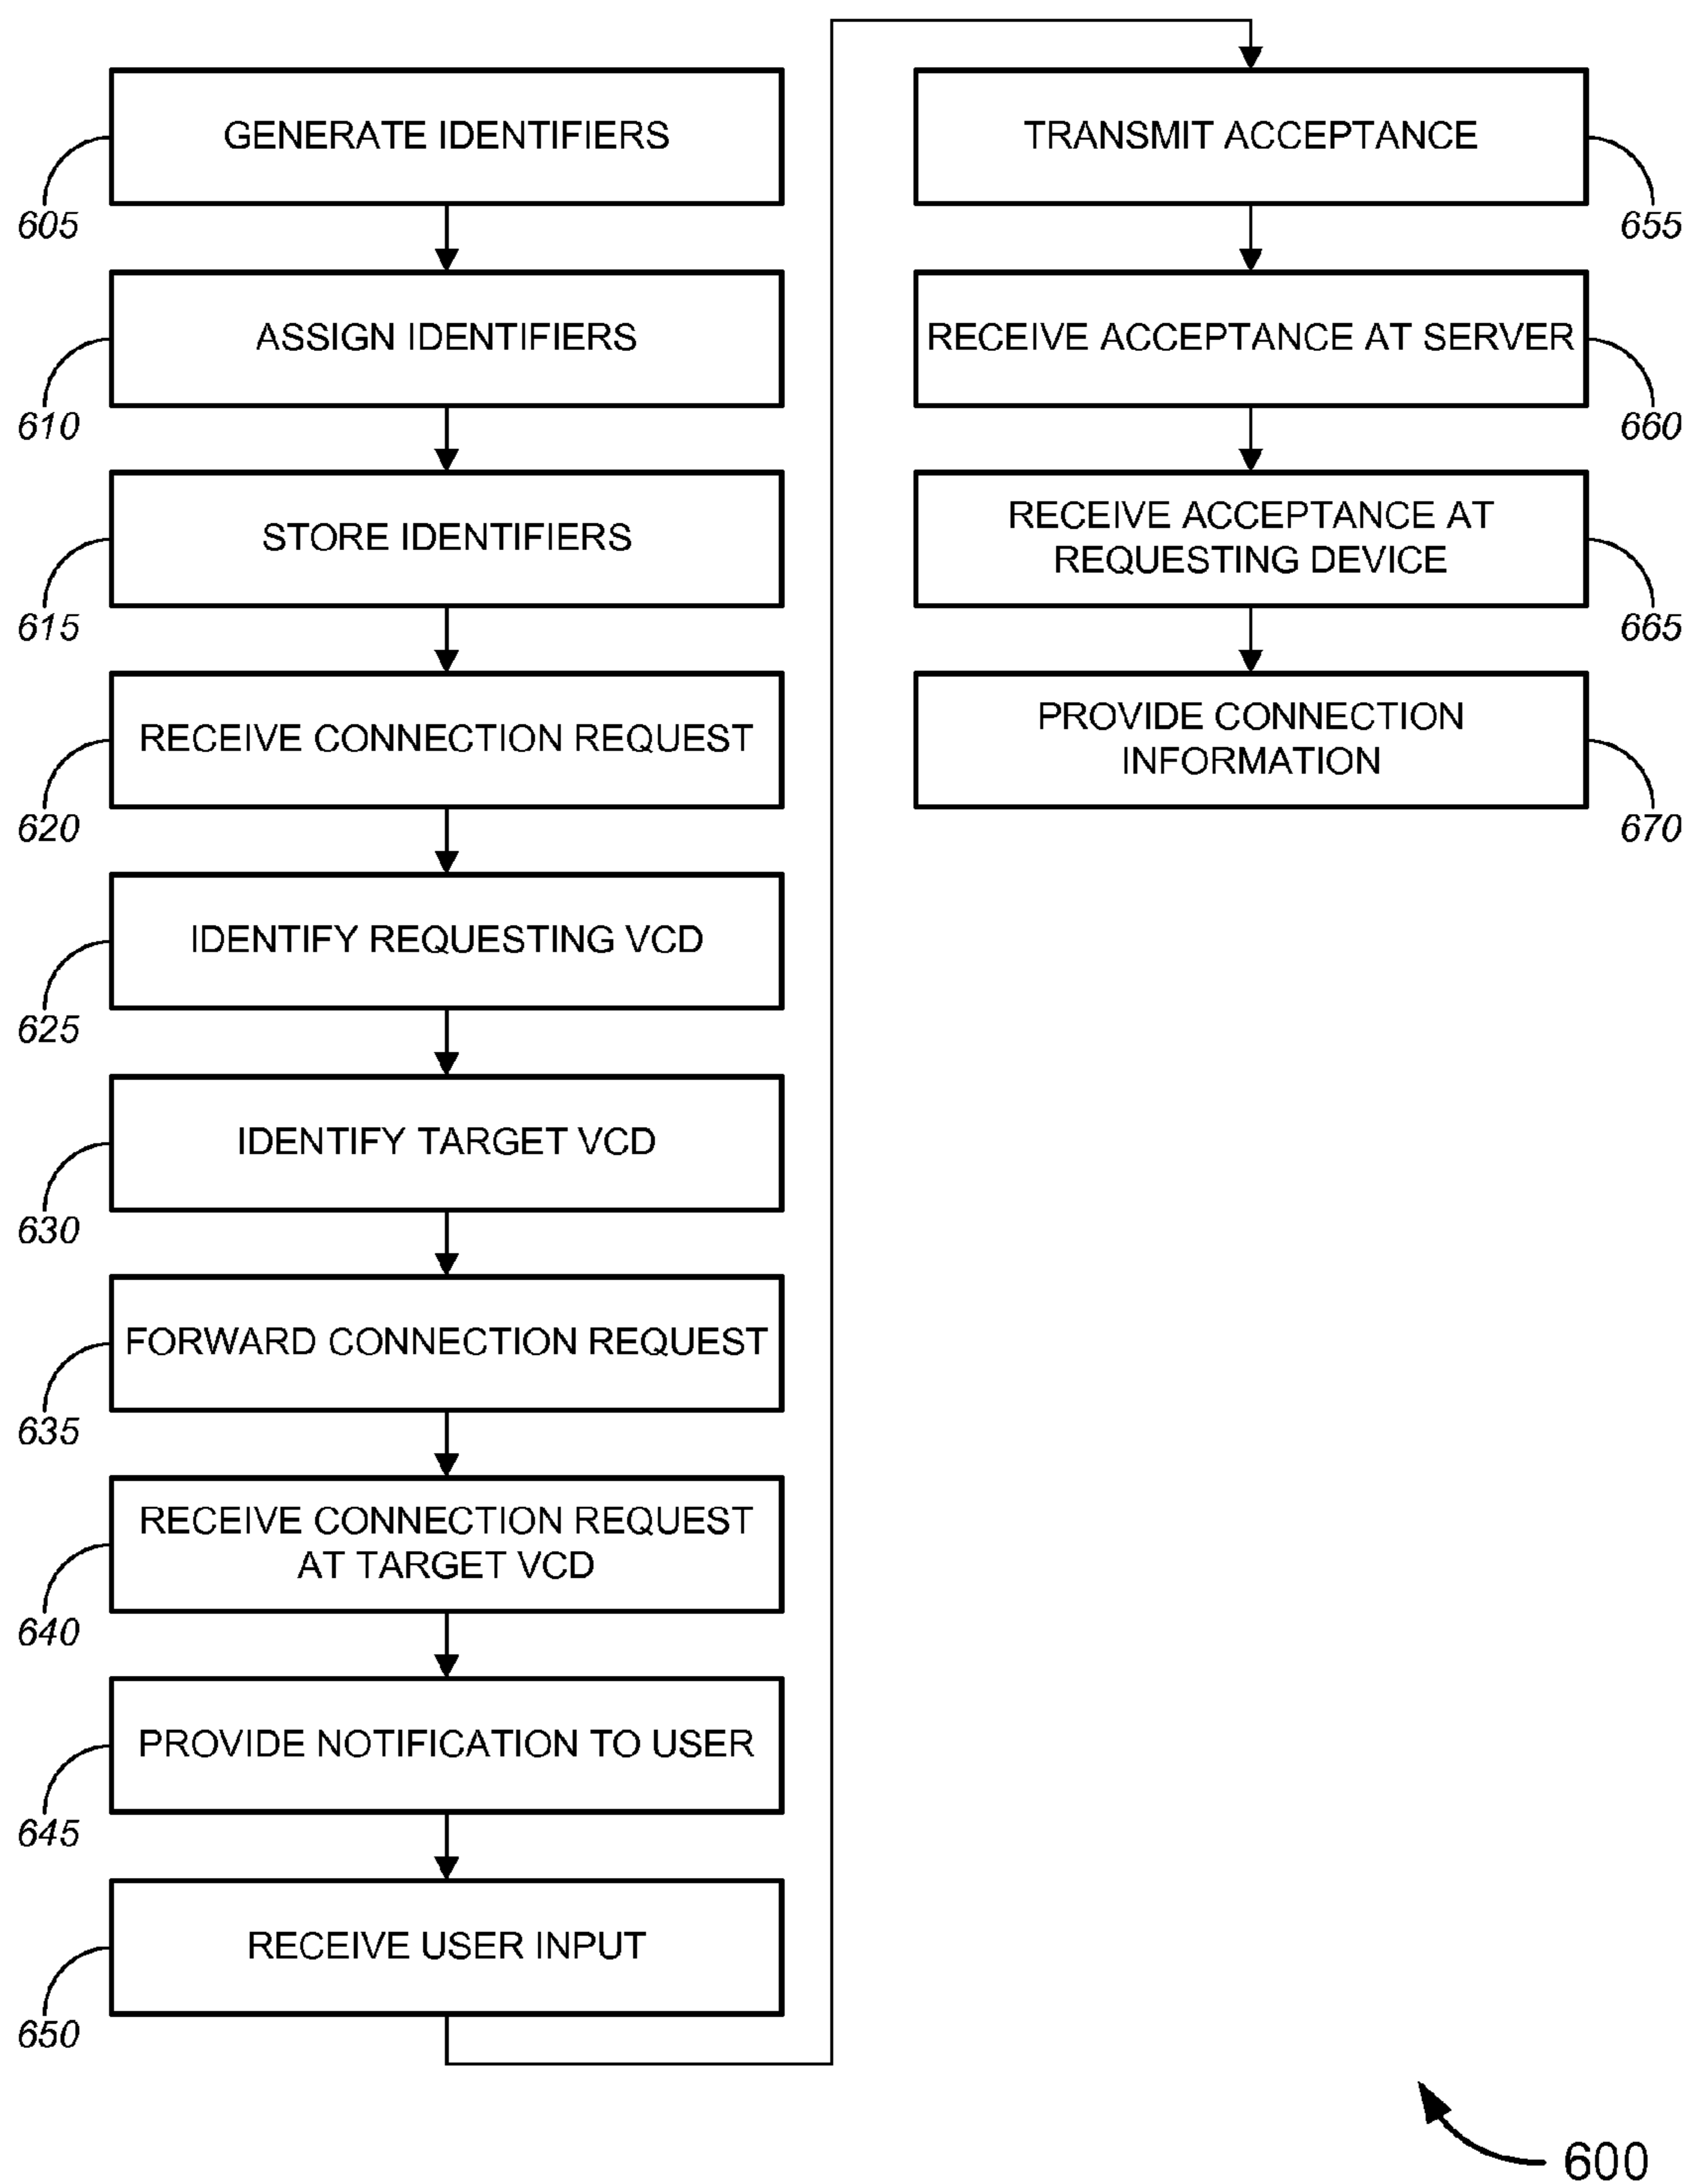 GENERATE IDENTIFIERS
605
ASSIGN IDENTIFIERS
610
STORE IDENTIFIERS
615
RECEIVE CONNECTION REQUEST
620
IDENTIFY REQUESTING VCD
625
IDENTIFY TARGET VCD
630
FORWARD CONNECTION REQUEST
635
RECEIVE CONNECTION REQUEST
AT TARGET VCD
640
PROVIDE NOTIFICATION TO USER
645
RECEIVE USER INPUT
650
TRANSMIT ACCEPTANCE
655
RECEIVE ACCEPTANCE AT SERVER
660
RECEIVE ACCEPTANCE AT
REQUESTING DEVICE
665
PROVIDE CONNECTION
INFORMATION
670
600